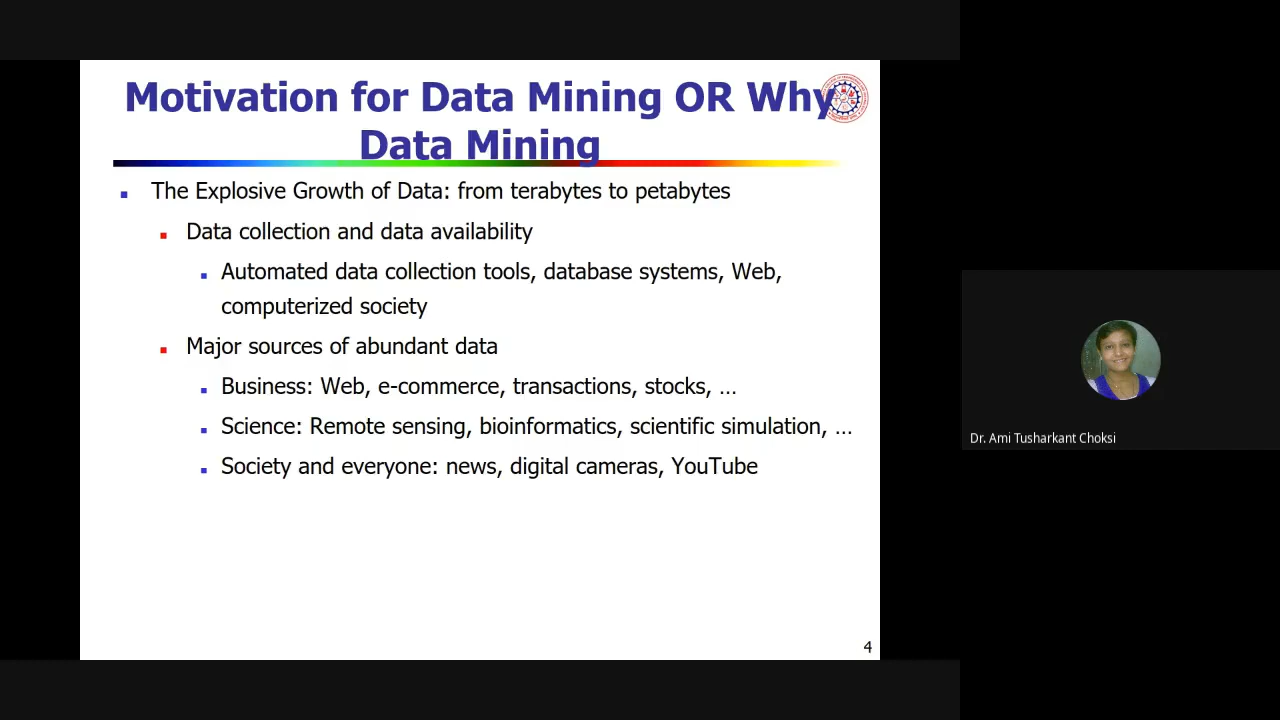 Motivation for Data Mining OR Why
Data Mining
The Explosive Growth of Data: from terabytes to petabytes
Data collection and data availability
Automated data collection tools, database systems, Web,
computerized society
Major sources of abundant data
Business: Web, e-commerce, transactions, stocks, …
Science: Remote sensing, bioinformatics, scientific simulation, …
Society and everyone: news, digital cameras, YouTube
4
Dr. Ami Tusharkant Choksi